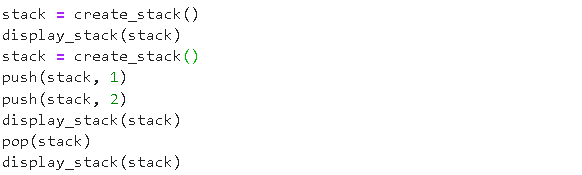 stack = create_stack()
display_stack(stack)
stack = create_stack()
push(stack, 1)
push(stack, 2)
display_stack(stack)
pop(stack)
display_stack(stack)